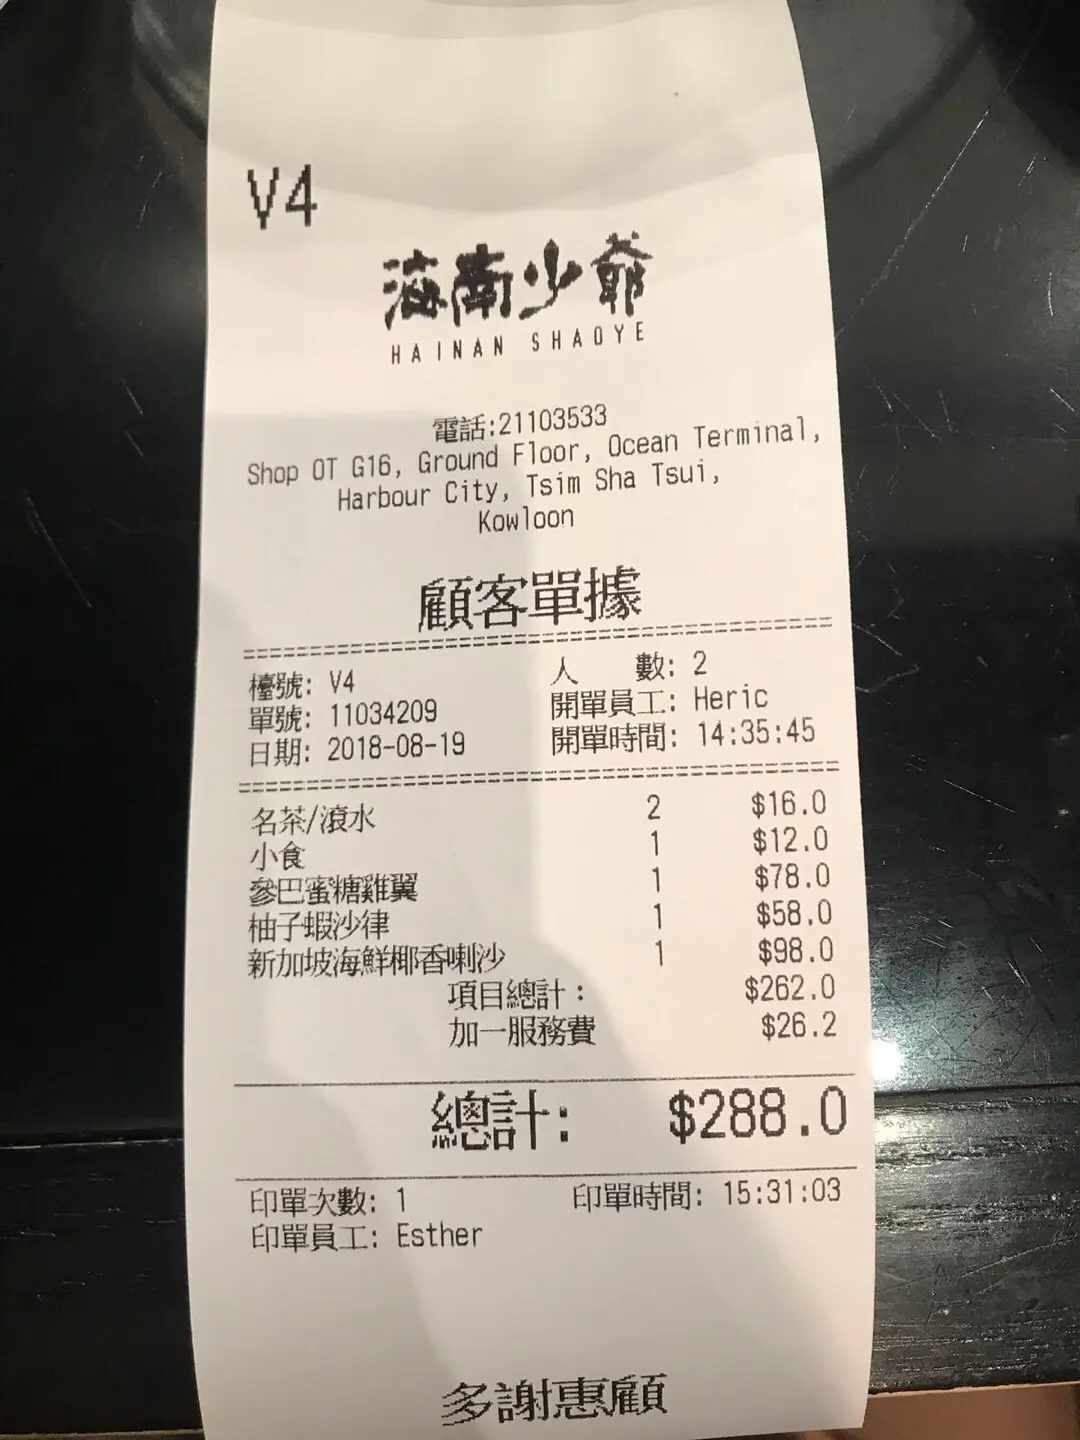 V4
海南少爺
HAINAN SHAOYE
電話:21103533
Shop OT G16, Ground Floor, Ocean Terminal,
Harbour City, Tsim Sha Tsui,
Kowloon
顧客單據
檯號: V4 人 數: 2
單號: 11034209 開單員工: Heric
日期: 2018-08-19 開單時間: 14:35:45
名茶/滾水 2 $16.0
小食 1 $12.0
參巴蜜糖雞翼 1 $78.0
柚子蝦沙律 1 $58.0
新加坡海鮮椰香喇沙 1 $98.0
項目總計： $262.0
加一服務費 $26.2
總計: $288.0
印單次數: 1 印單時間: 15:31:03
印單員工: Esther
多謝惠顧